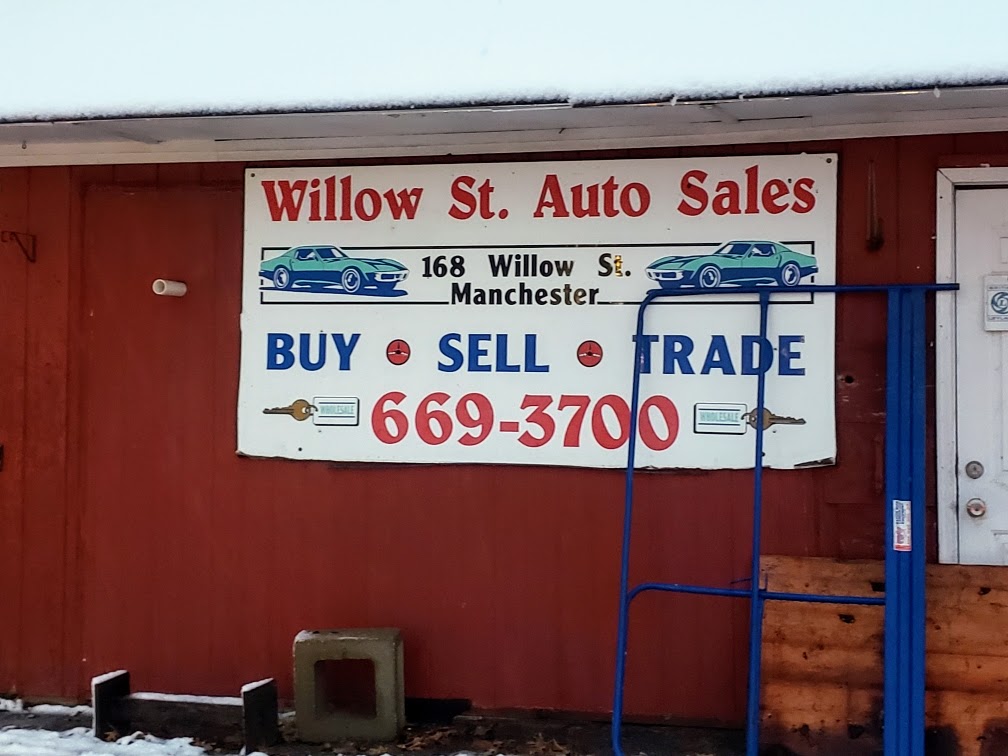 Willow St. Auto Sales
168 Willow St.
Manchester
BUY SELL TRADE
WHOLESALE 669-3700 WHOLESALE